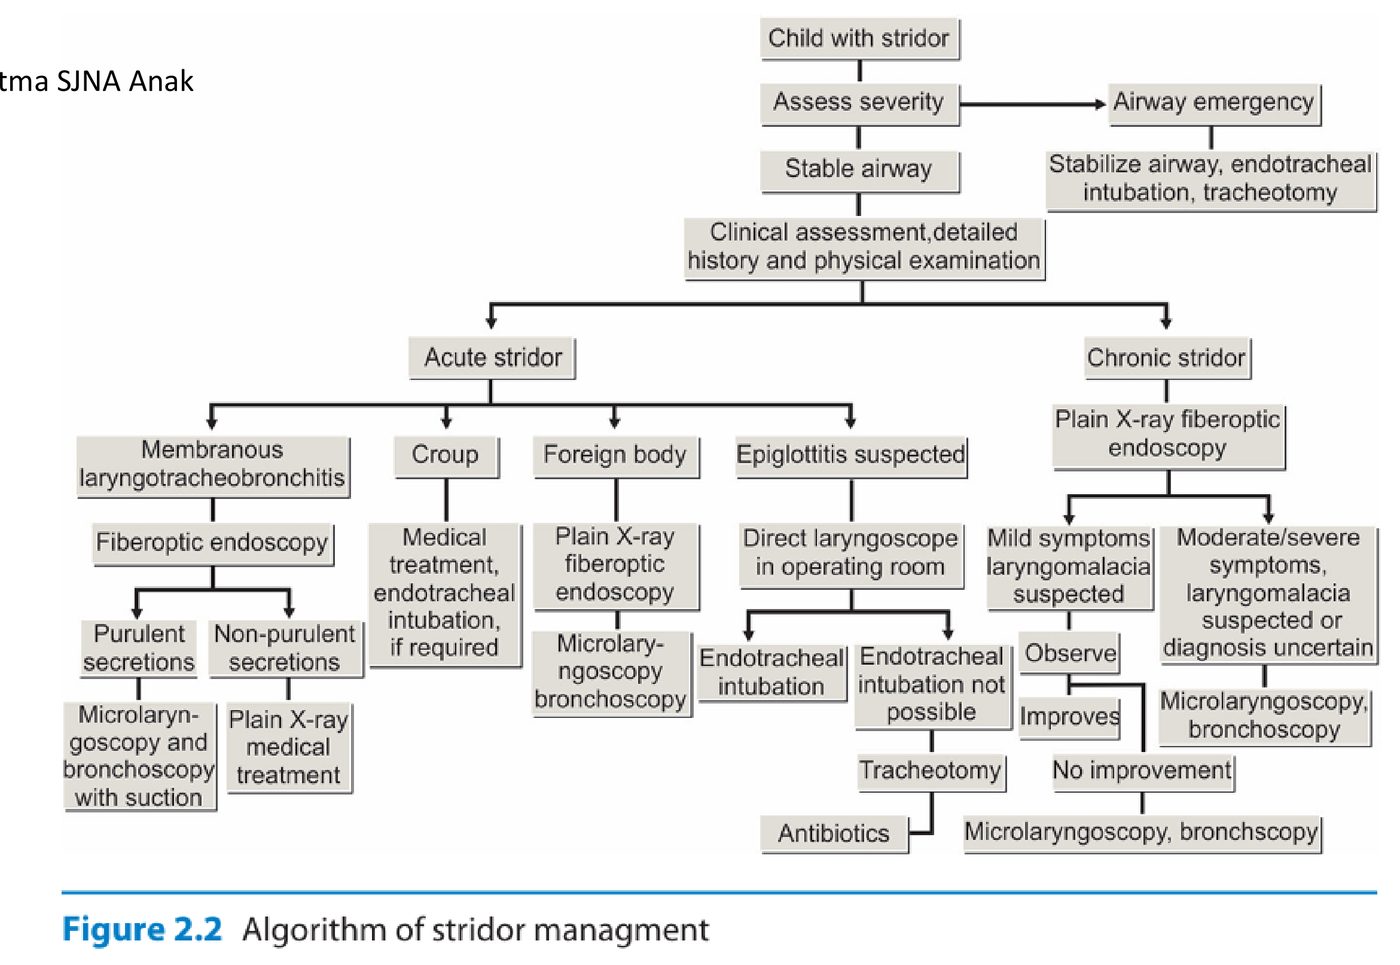 Child with stridor
tma SJNA Anak
Assess severity
Airway emergency
Stable airway
Stabilize airway, endotracheal
intubation, tracheotomy
Clinical assessment,detailed
history and physical examination
Acute stridor
Chronic stridor
Membranous
laryngotracheobronchitis
Croup
Foreign body
Epiglottitis suspected
Plain X-ray fiberoptic
endoscopy
Fiberoptic endoscopy
Medical
treatment,
endotracheal
intubation,
if required
Plain X-ray
fiberoptic
endoscopy
Direct laryngoscope
in operating room
Mild symptoms
laryngomalacia
suspected
Moderate/severe
symptoms,
laryngomalacia
suspected or
diagnosis uncertain
Purulent
secretions
Non-purulent
secretions
Microlary-
ngoscopy
bronchoscopy
Endotracheal
intubation
Endotracheal
intubation not
possible
Observe
Improves
Microlaryngoscopy,
bronchoscopy
Microlaryn-
goscopy and
bronchoscopy
with suction
Plain X-ray
medical
treatment
Tracheotomy
No improvement
Antibiotics
Microlaryngoscopy, bronchscopy
Figure 2.2 Algorithm of stridor managment